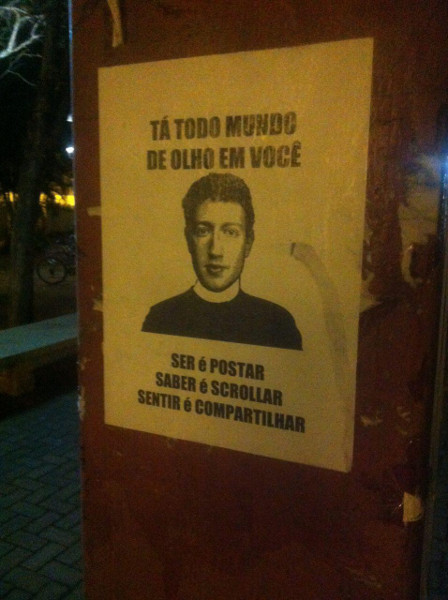 TÁ TODO MUNDO
DE OLHO EM VOCÊ
SER é POSTAR
SABER é SCROLLAR
SENTIR é COMPARTILHAR